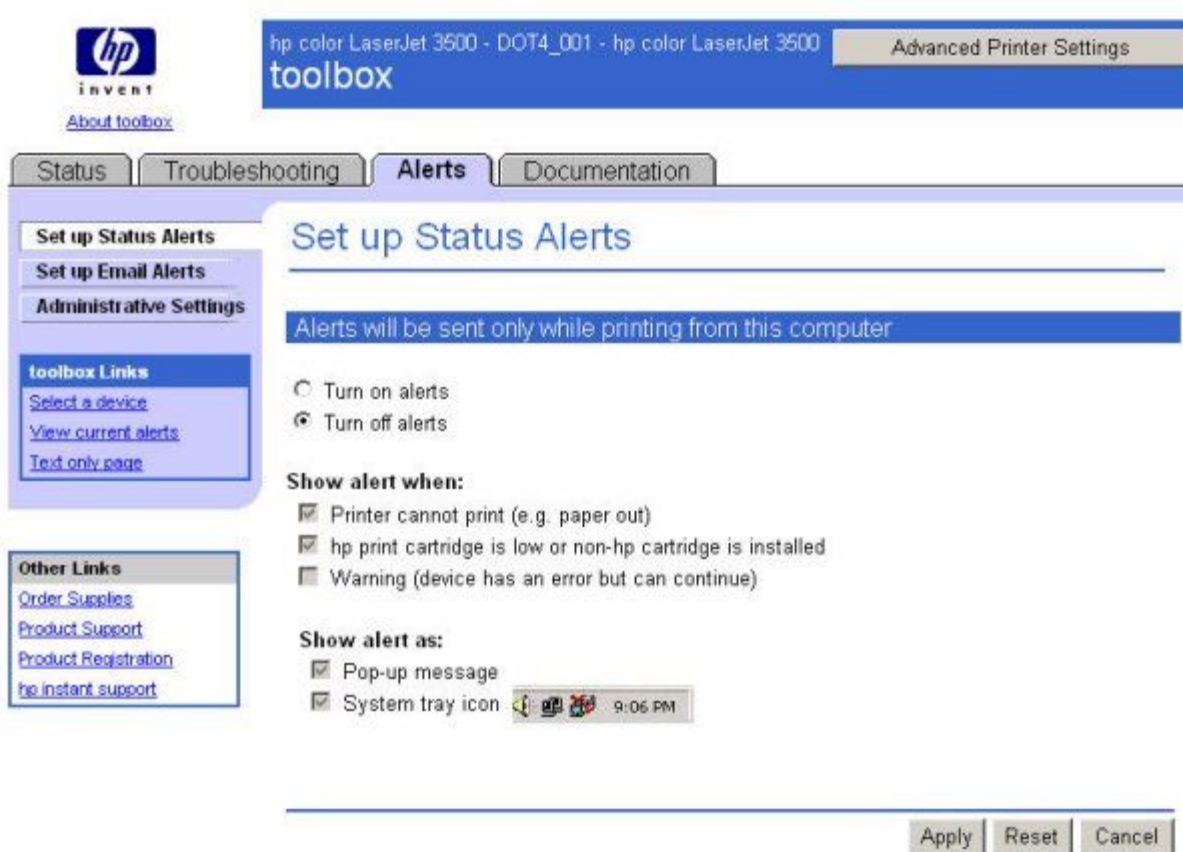 hp
invent
About toolbox
hp color LaserJet 3500 - DOT4_001 - hp color LaserJet 3500
toolbox
Advanced Printer Settings
Status
Troubleshooting
Alerts
Documentation
Set up Status Alerts
Set up Email Alerts
Administrative Settings
toolbox Links
Select a device
View current alerts
Text only page
Other Links
Order Supplies
Product Support
Product Registration
hp instant support
Set up Status Alerts
Alerts will be sent only while printing from this computer
Turn on alerts
Turn off alerts
Show alert when:
Printer cannot print (e.g. paper out)
hp print cartridge is low or non-hp cartridge is installed
Warning (device has an error but can continue)
Show alert as:
Pop-up message
System tray icon
9:06 PM
Apply
Reset
Cancel